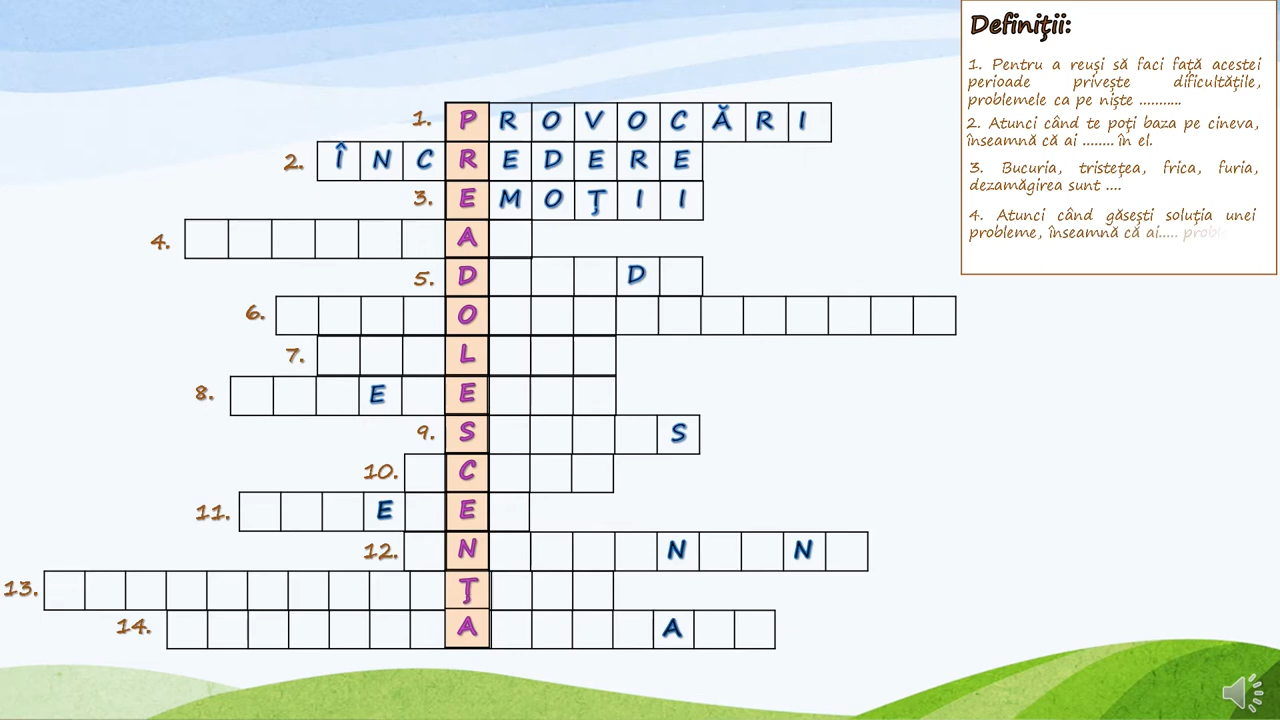 Definiţii:
1. Pentru a reuşi să faci faţă acestei
perioade priveşte dificultăţile,
problemele ca pe nişte ...........
2. Atunci când te poţi baza pe cineva,
înseamnă că ai ........ în el.
3. Bucuria, tristeţea, frica, furia,
dezamăgirea sunt ....
4. Atunci când găseşti soluţia unei
probleme, înseamnă că ai.....
1. PROVOCĂRI
2. ÎNCREDERE
3. EMOŢII
4. A
5. D D
6. O
7. L
8. E E
9. S S
10. C
11. E E
12. N N N
13. Ţ
14. A A